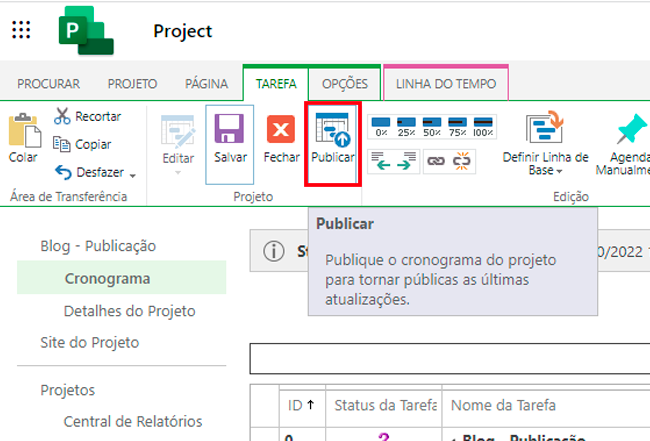 P Project
PROCURAR PROJETO PÁGINA TAREFA OPÇÕES LINHA DO TEMPO
Colar Recortar Copiar Desfazer
Editar Salvar Fechar Publicar
0% 25% 50% 75% 100%
Definir Linha de
Base
Agenda
Manualme
Área de Transferência Projeto Edição
Publicar
Publique o cronograma do projeto
para tornar públicas as últimas
atualizações.
Blog - Publicação
Cronograma
Detalhes do Projeto
Site do Projeto
Projetos
Central de Relatórios
0/2022
ID Status da Tarefa Nome da Tarefa
0 ? Blog - Publicação